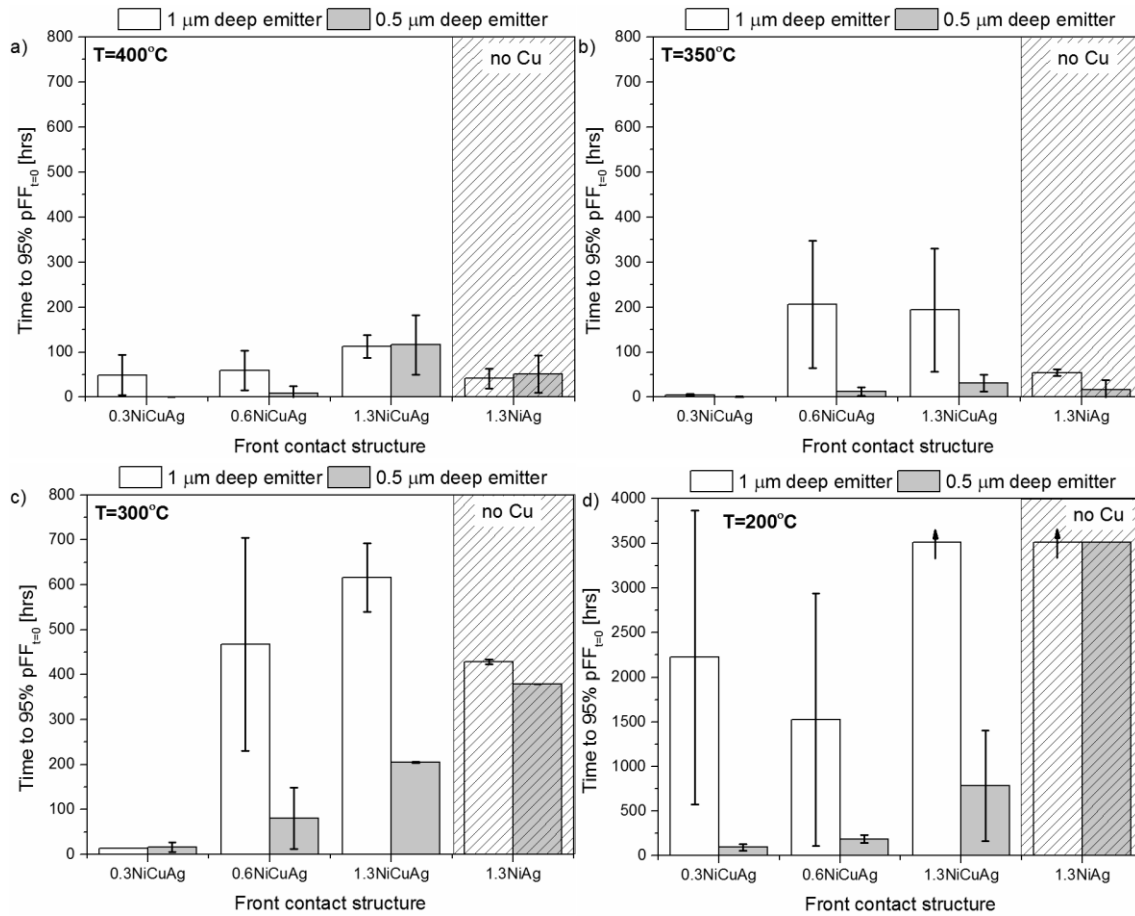 1 μm deep emitter 0.5 μm deep emitter
a)
T=400°C
no Cu
Time to 95% pFFt=0 [hrs]
800
700
600
500
400
300
200
100
0
0.3NiCuAg 0.6NiCuAg 1.3NiCuAg 1.3NiAg
Front contact structure
1 μm deep emitter 0.5 μm deep emitter
b)
T=350°C
no Cu
Time to 95% pFFt=0 [hrs]
800
700
600
500
400
300
200
100
0
0.3NiCuAg 0.6NiCuAg 1.3NiCuAg 1.3NiAg
Front contact structure
1 μm deep emitter 0.5 μm deep emitter
c)
T=300°C
no Cu
Time to 95% pFFt=0 [hrs]
800
700
600
500
400
300
200
100
0
0.3NiCuAg 0.6NiCuAg 1.3NiCuAg 1.3NiAg
Front contact structure
1 μm deep emitter 0.5 μm deep emitter
d)
T=200°C
no Cu
Time to 95% pFFt=0 [hrs]
4000
3500
3000
2500
2000
1500
1000
500
0
0.3NiCuAg 0.6NiCuAg 1.3NiCuAg 1.3NiAg
Front contact structure